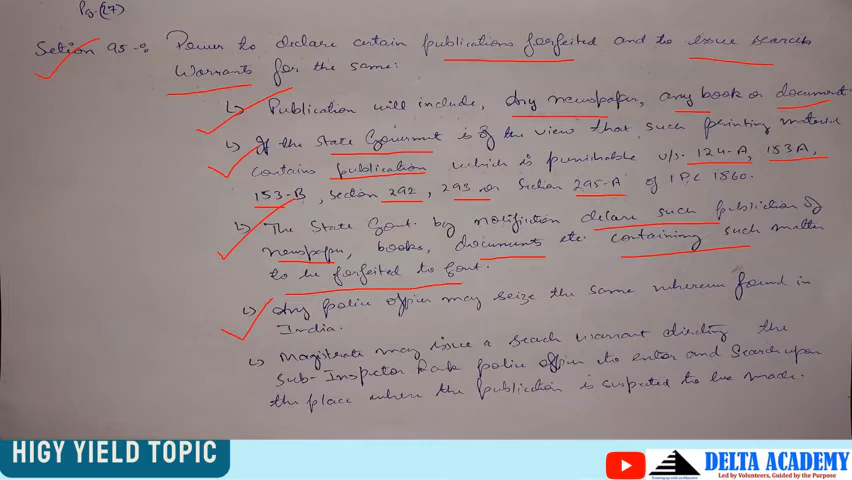 Pg. (27)
Section 95 -: Power to declare certain publications forfeited and to issue search
Warrants for the same:
↳ Publication will include, Any newspaper, any book or document.
↳ If the State Government is of the view that such printing material
contains publication which is punishable u/s. 124-A, 153A,
153-B, section 292, 293 or Section 295-A of IPC 1860.
↳ The State Govt. by Notification declare such publiction of
newspaper, books, documents etc. containing such matter
to be forfeited to Govt.
↳ Any police officer may seize the same wherever found in
India.
↳ Magistrate may issue a search warrant directing the
Sub-Inspector Rank police officer to enter and Search upon
the place where the publication is suspected to be made.
HIGY YIELD TOPIC
DELTA ACADEMY
Led by Volunteers, Guided by the Purpose